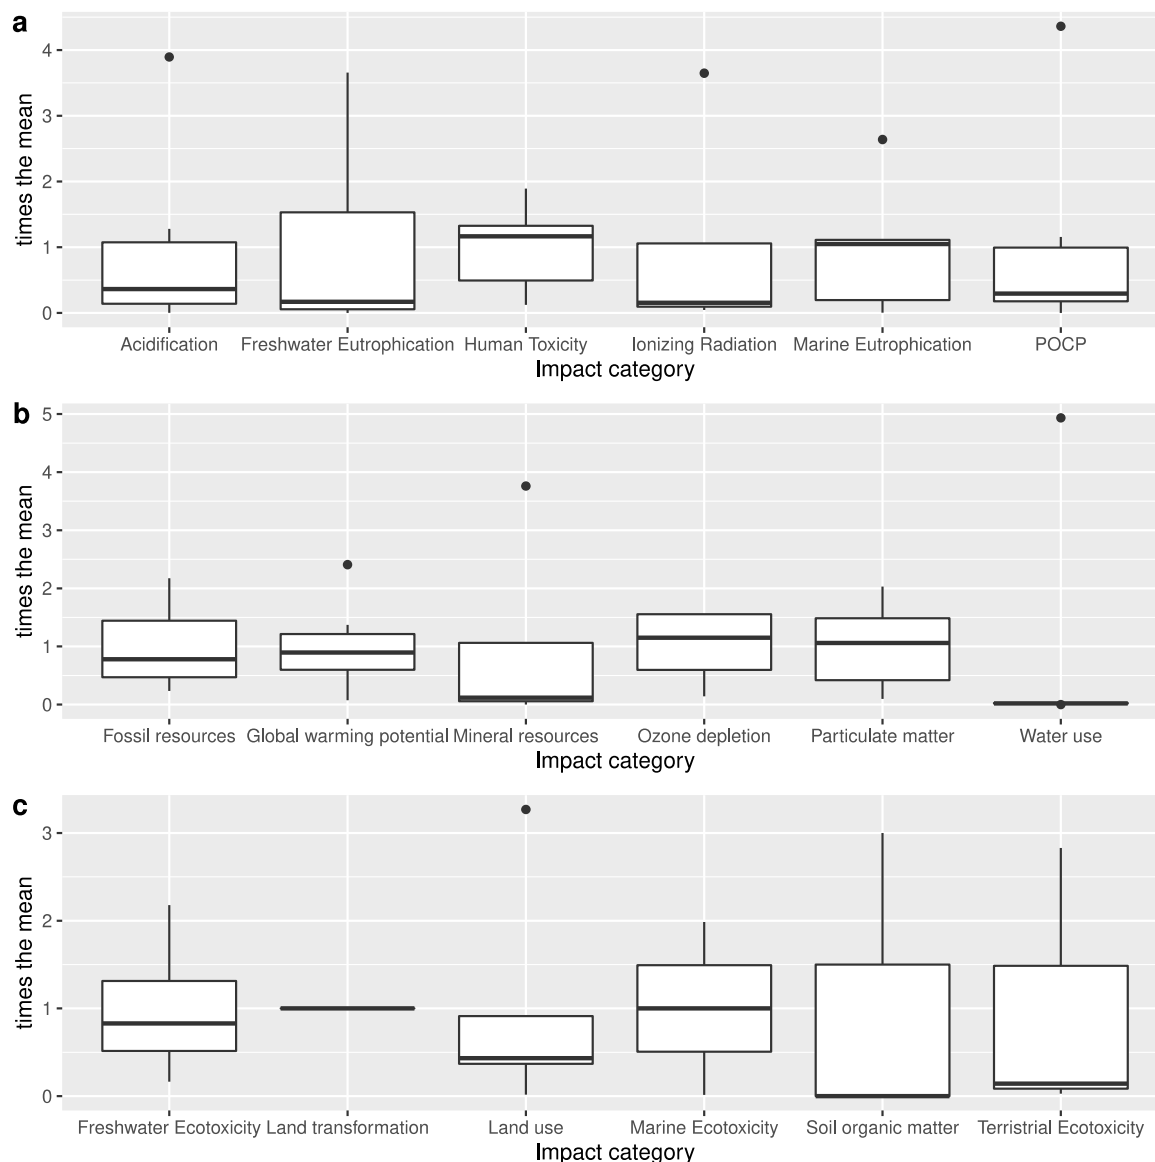 a
times the mean
4
3
2
1
0
Acidification Freshwater Eutrophication Human Toxicity Ionizing Radiation Marine Eutrophication POCP
Impact category
b
times the mean
5
4
3
2
1
0
Fossil resources Global warming potential Mineral resources Ozone depletion Particulate matter Water use
Impact category
c
times the mean
3
2
1
0
Freshwater Ecotoxicity Land transformation Land use Marine Ecotoxicity Soil organic matter Terristrial Ecotoxicity
Impact category